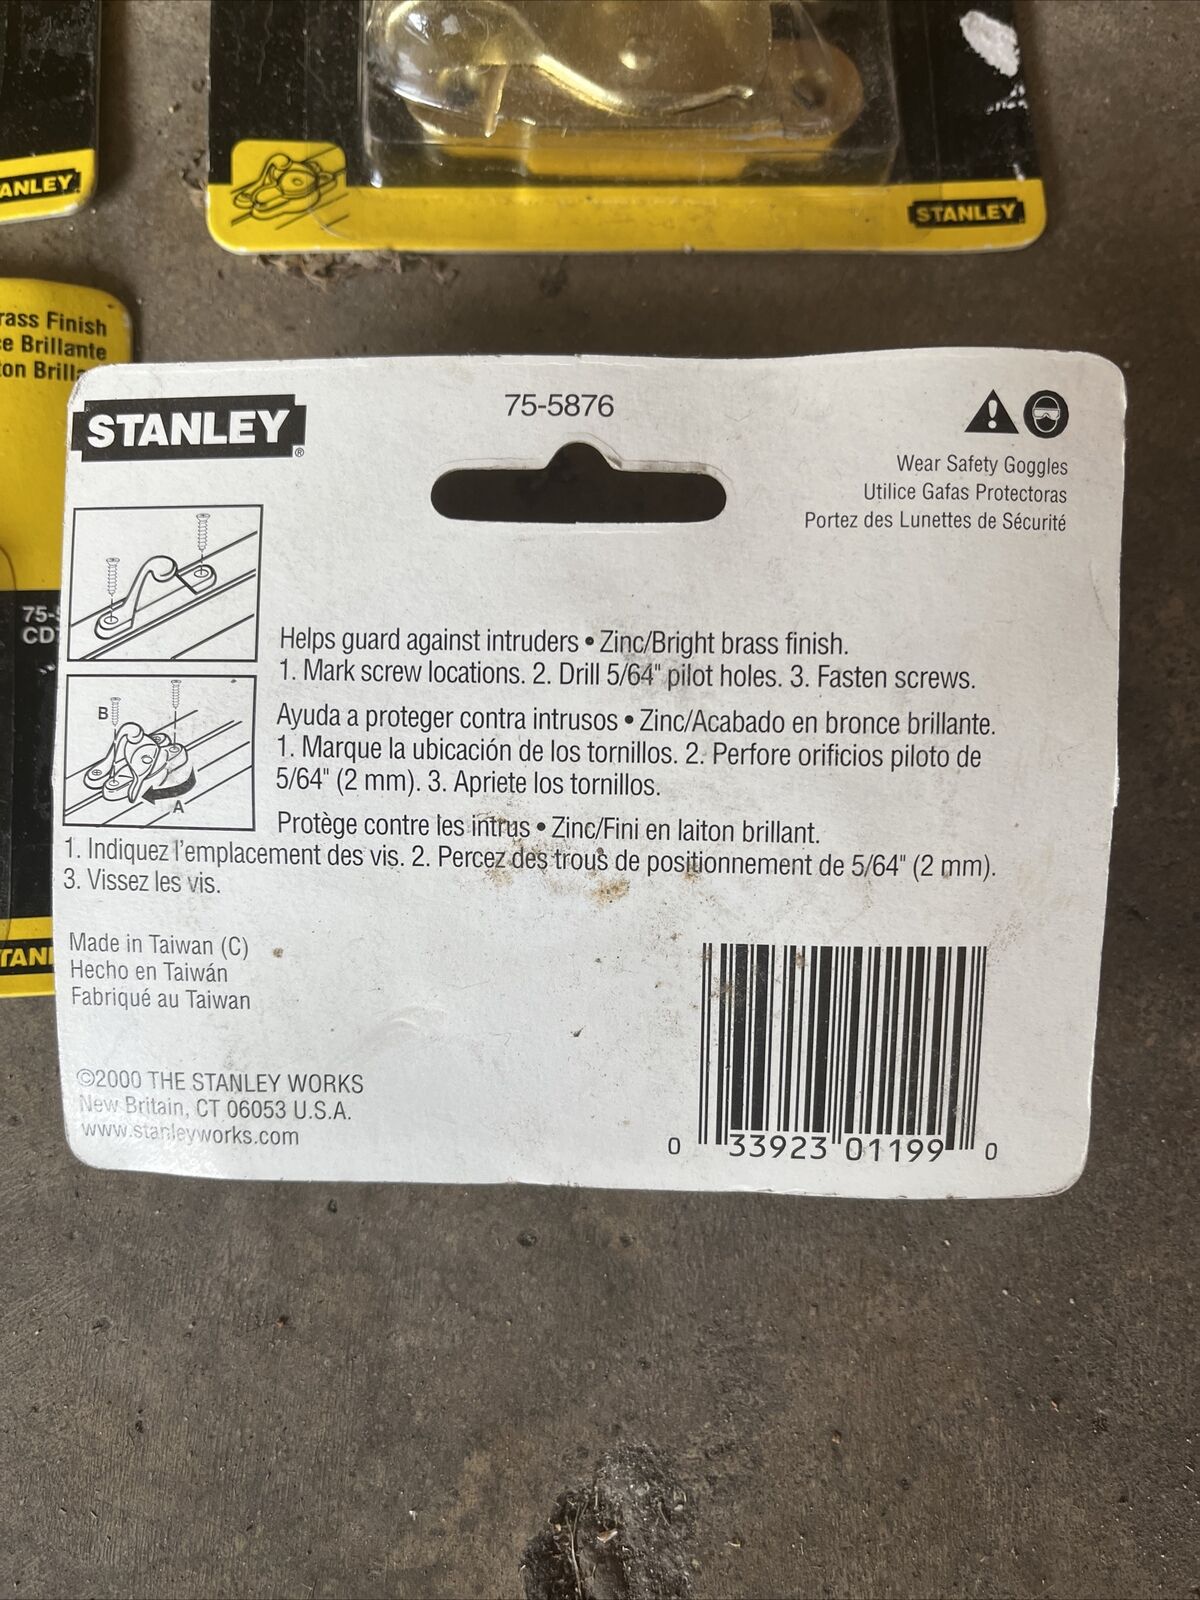 ANLEY
STANLEY
rass Finish
ce Brillante
ton Brill
75-
CD
TAN
STANLEY®
75-5876
Wear Safety Goggles
Utilice Gafas Protectoras
Portez des Lunettes de Sécurité
B
A
Helps guard against intruders • Zinc/Bright brass finish.
1. Mark screw locations. 2. Drill 5/64" pilot holes. 3. Fasten screws.
Ayuda a proteger contra intrusos • Zinc/Acabado en bronce brillante.
1. Marque la ubicación de los tornillos. 2. Perfore orificios piloto de
5/64" (2 mm). 3. Apriete los tornillos.
Protège contre les intrus • Zinc/Fini en laiton brillant.
1. Indiquez l'emplacement des vis. 2. Percez des trous de positionnement de 5/64" (2 mm).
3. Vissez les vis.
Made in Taiwan (C)
Hecho en Taiwán
Fabriqué au Taiwan
©2000 THE STANLEY WORKS
New Britain, CT 06053 U.S.A.
www.stanleyworks.com
0 33923 01199 0